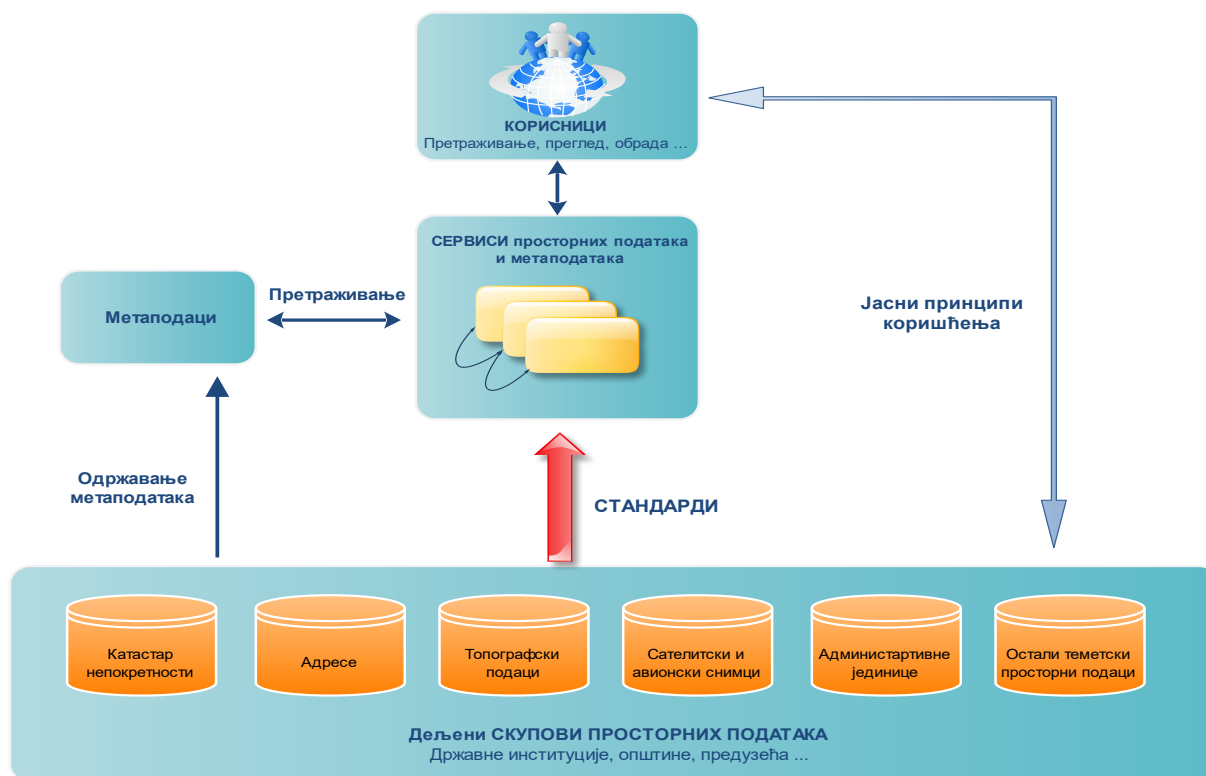 КОРИСНИЦИ
Претраживање, преглед, обрада ...
СЕРВИСИ просторних података
и метаподатака
Метаподаци
Претраживање
Јасни принципи
коришћења
Одржавање
метаподатака
СТАНДАРДИ
Катастар
непокретности
Адресе
Топографски
подаци
Сателитски и
авионски снимци
Администартивне
јединице
Остали теметски
просторни подаци
Дељени СКУПОВИ ПРОСТОРНИХ ПОДАТАКА
Државне институције, општине, предузећа ...